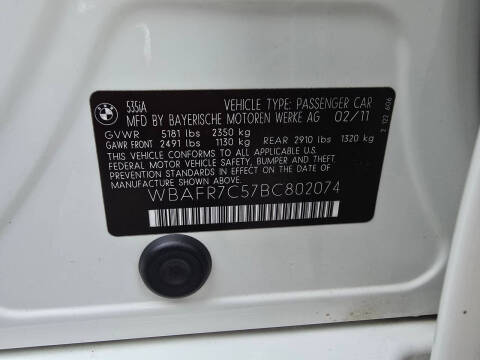 535iA VEHICLE TYPE: PASSENGER CAR
MFD BY BAYERISCHE MOTOREN WERKE AG 02/11
GVWR 5181 lbs 2350 kg
GAWR FRONT 2491 lbs 1130 kg REAR 2910 lbs 1320 kg
THIS VEHICLE CONFORMS TO ALL APPLICABLE U.S.
FEDERAL MOTOR VEHICLE SAFETY, BUMPER AND THEFT
PREVENTION STANDARDS IN EFFECT ON THE DATE OF
MANUFACTURE SHOWN ABOVE.
WBAFR7C57BC802074